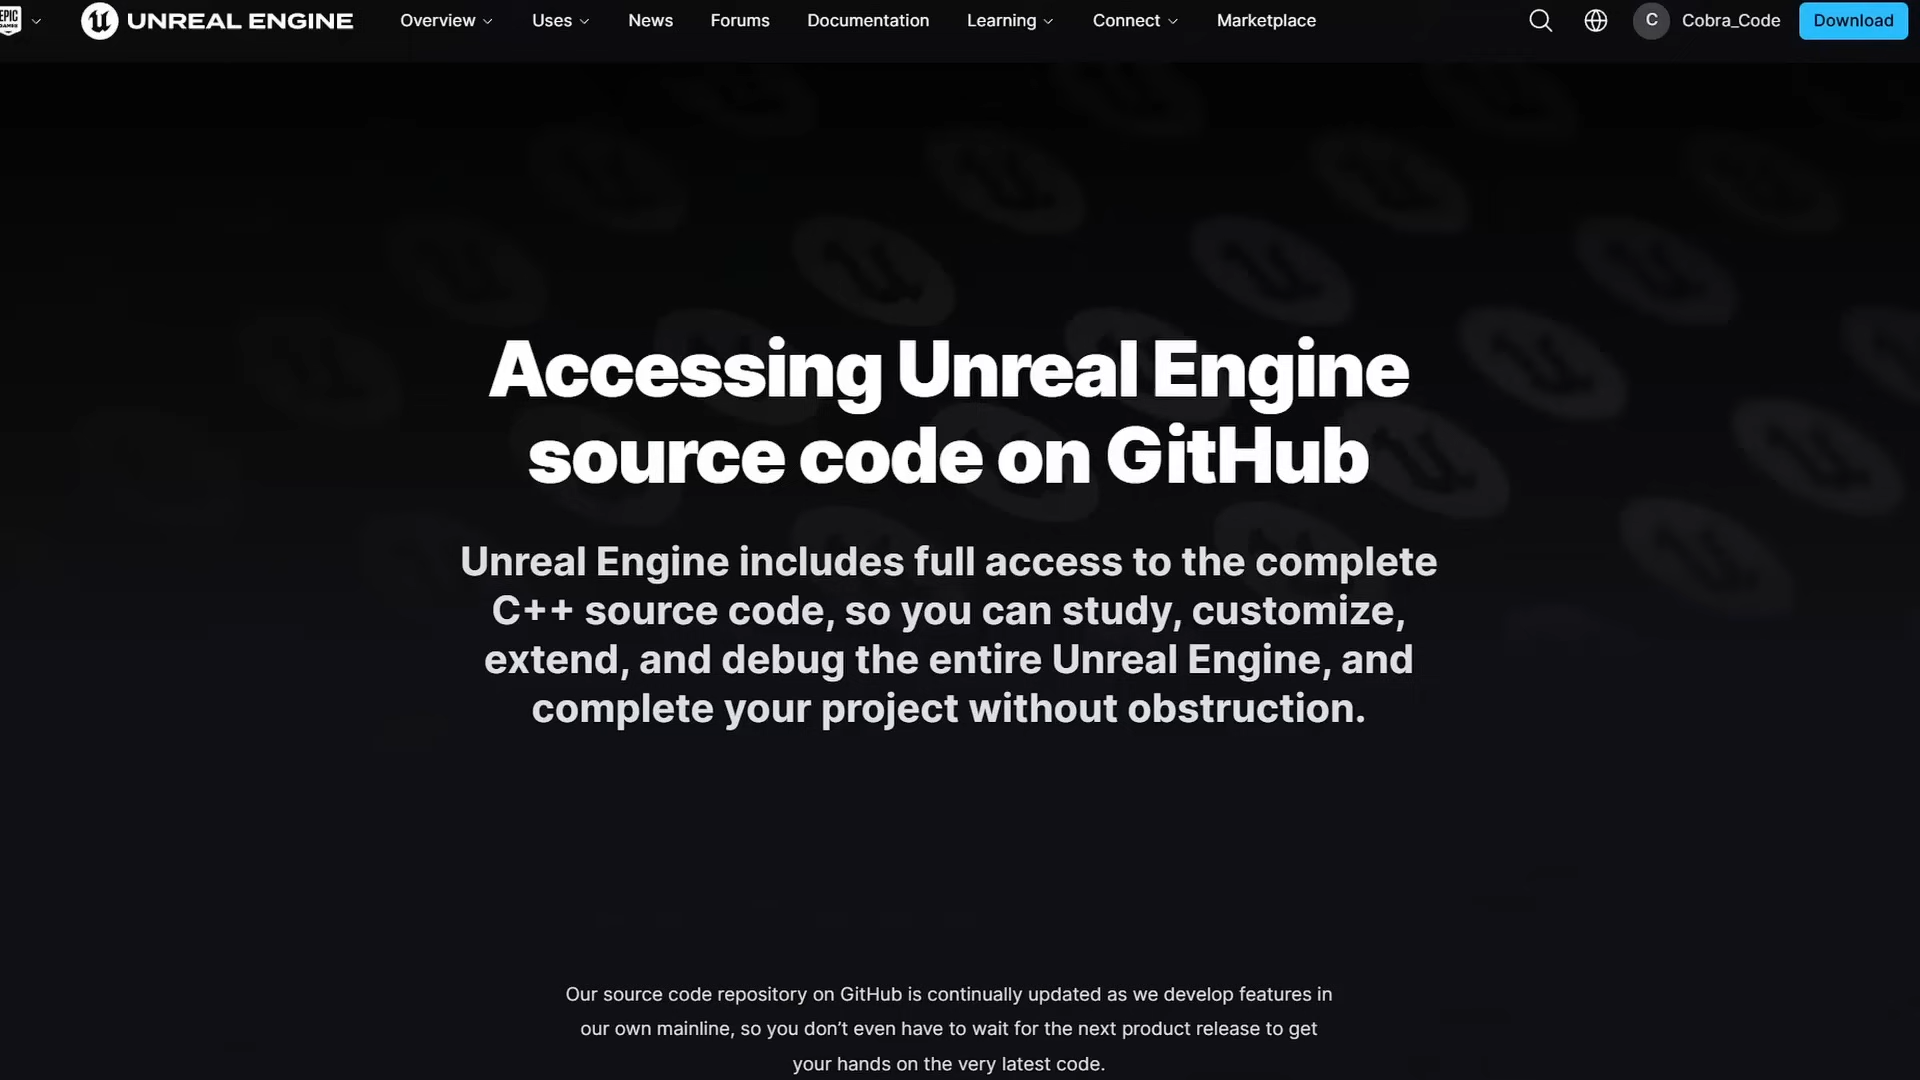 EPIC GAMES
UNREAL ENGINE
Overview
Uses
News
Forums
Documentation
Learning
Connect
Marketplace
C
Cobra_Code
Download
Accessing Unreal Engine
source code on GitHub
Unreal Engine includes full access to the complete
C++ source code, so you can study, customize,
extend, and debug the entire Unreal Engine, and
complete your project without obstruction.
Our source code repository on GitHub is continually updated as we develop features in
our own mainline, so you don’t even have to wait for the next product release to get
your hands on the very latest code.